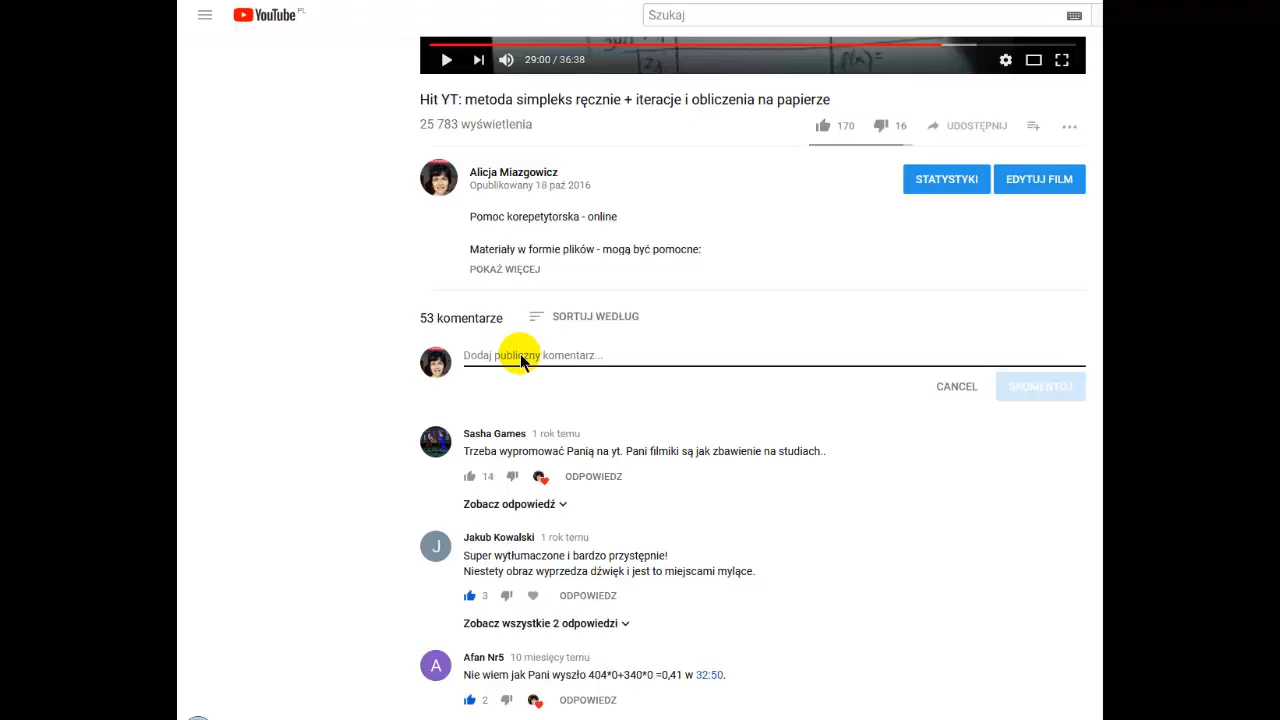 YouTube PL
Szukaj
29:00 / 36:38
Hit YT: metoda simpleks ręcznie + iteracje i obliczenia na papierze
25 783 wyświetlenia
170
16
UDOSTĘPNIJ
Alicja Miazgowicz
Opublikowany 18 paź 2016
STATYSTYKI
EDYTUJ FILM
Pomoc korepetytorska - online
Materiały w formie plików - mogą być pomocne:
POKAŻ WIĘCEJ
53 komentarze
SORTUJ WEDŁUG
Dodaj publiczny komentarz...
CANCEL
SKOMENTUJ
Sasha Games 1 rok temu
Trzeba wypromować Panią na yt. Pani filmiki są jak zbawienie na studiach..
14
ODPOWIEDZ
Zobacz odpowiedź
J
Jakub Kowalski 1 rok temu
Super wytłumaczone i bardzo przystępnie!
Niestety obraz wyprzedza dźwięk i jest to miejscami mylące.
3
ODPOWIEDZ
Zobacz wszystkie 2 odpowiedzi
A
Afan Nr5 10 miesięcy temu
Nie wiem jak Pani wyszło 404*0+340*0 =0,41 w 32:50.
2
ODPOWIEDZ